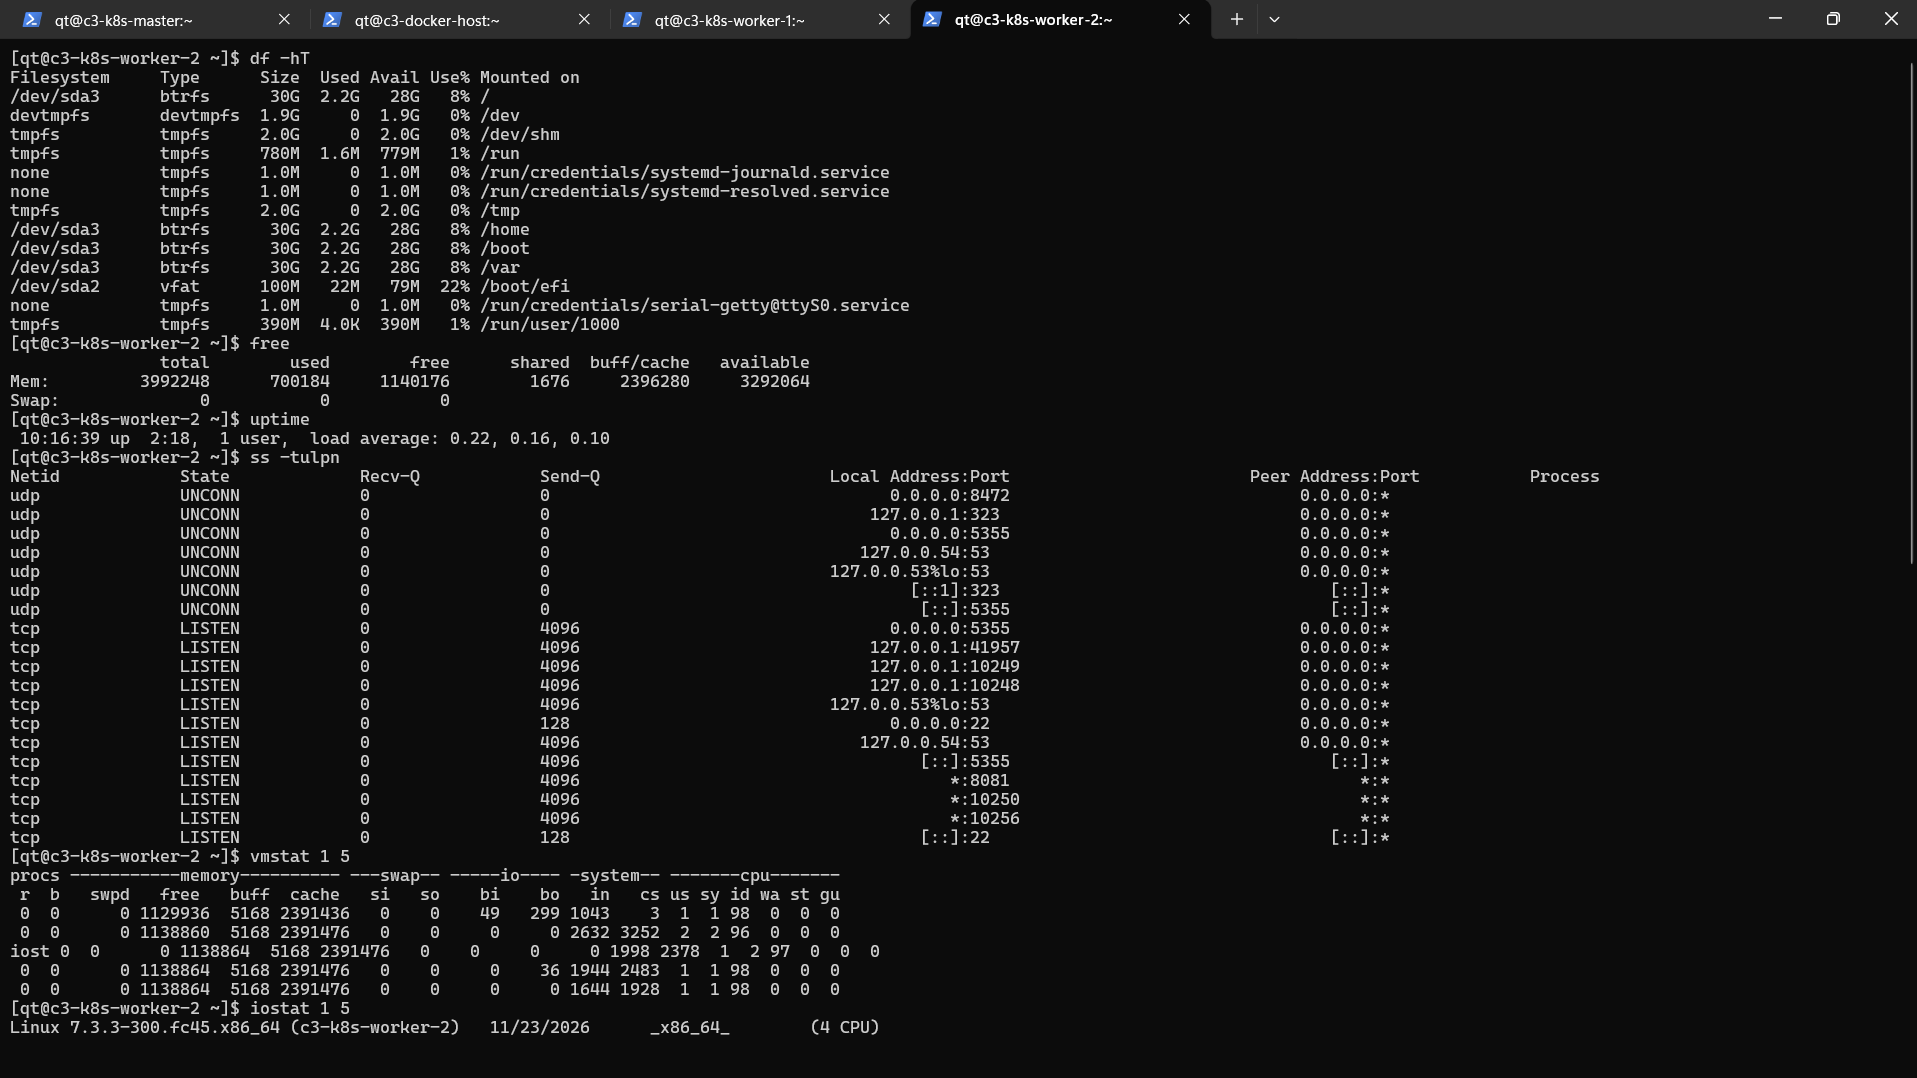 qt@c3-k8s-master:~ qt@c3-docker-host:~ qt@c3-k8s-worker-1:~ qt@c3-k8s-worker-2:~
[qt@c3-k8s-worker-2 ~]$ df -hT
Filesystem     Type      Size  Used Avail Use% Mounted on
/dev/sda3      btrfs      30G  2.2G   28G   8% /
devtmpfs       devtmpfs  1.9G     0  1.9G   0% /dev
tmpfs          tmpfs     2.0G     0  2.0G   0% /dev/shm
tmpfs          tmpfs     780M  1.6M  779M   1% /run
none           tmpfs     1.0M     0  1.0M   0% /run/credentials/systemd-journald.service
none           tmpfs     1.0M     0  1.0M   0% /run/credentials/systemd-resolved.service
tmpfs          tmpfs     2.0G     0  2.0G   0% /tmp
/dev/sda3      btrfs      30G  2.2G   28G   8% /home
/dev/sda3      btrfs      30G  2.2G   28G   8% /boot
/dev/sda3      btrfs      30G  2.2G   28G   8% /var
/dev/sda2      vfat      100M   22M   79M  22% /boot/efi
none           tmpfs     1.0M     0  1.0M   0% /run/credentials/serial-getty@ttyS0.service
tmpfs          tmpfs     390M  4.0K  390M   1% /run/user/1000
[qt@c3-k8s-worker-2 ~]$ free
               total        used        free      shared  buff/cache   available
Mem:         3992248      700184     1140176        1676     2396280     3292064
Swap:              0           0           0
[qt@c3-k8s-worker-2 ~]$ uptime
 10:16:39 up  2:18,  1 user,  load average: 0.22, 0.16, 0.10
[qt@c3-k8s-worker-2 ~]$ ss -tulpn
Netid State Recv-Q Send-Q Local Address:Port Peer Address:Port Process
udp UNCONN 0 0 0.0.0.0:8472 0.0.0.0:*
udp UNCONN 0 0 127.0.0.1:323 0.0.0.0:*
udp UNCONN 0 0 0.0.0.0:5355 0.0.0.0:*
udp UNCONN 0 0 127.0.0.54:53 0.0.0.0:*
udp UNCONN 0 0 127.0.0.53%lo:53 0.0.0.0:*
udp UNCONN 0 0 [::1]:323 [::]:*
udp UNCONN 0 0 [::]:5355 [::]:*
tcp LISTEN 0 4096 0.0.0.0:5355 0.0.0.0:*
tcp LISTEN 0 4096 127.0.0.1:41957 0.0.0.0:*
tcp LISTEN 0 4096 127.0.0.1:10249 0.0.0.0:*
tcp LISTEN 0 4096 127.0.0.1:10248 0.0.0.0:*
tcp LISTEN 0 4096 127.0.0.53%lo:53 0.0.0.0:*
tcp LISTEN 0 128 0.0.0.0:22 0.0.0.0:*
tcp LISTEN 0 4096 127.0.0.54:53 0.0.0.0:*
tcp LISTEN 0 4096 [::]:5355 [::]:*
tcp LISTEN 0 4096 *:8081 *:*
tcp LISTEN 0 4096 *:10250 *:*
tcp LISTEN 0 4096 *:10256 *:*
tcp LISTEN 0 128 [::]:22 [::]:*
[qt@c3-k8s-worker-2 ~]$ vmstat 1 5
procs -----------memory---------- ---swap-- -----io---- -system-- -------cpu-------
 r  b   swpd   free   buff  cache   si   so    bi    bo   in   cs us sy id wa st gu
 0  0      0 1129936   5168 2391436    0    0    49   299 1043    3  1  1 98  0  0  0
 0  0      0 1138860   5168 2391476    0    0     0     0 2632 3252  2  2 96  0  0  0
iost 0  0      0 1138864  5168 2391476   0    0     0     0 1998 2378  1  2 97  0  0  0
 0  0      0 1138864   5168 2391476    0    0     0    36 1944 2483  1  1 98  0  0  0
 0  0      0 1138864   5168 2391476    0    0     0     0 1644 1928  1  1 98  0  0  0
[qt@c3-k8s-worker-2 ~]$ iostat 1 5
Linux 7.3.3-300.fc45.x86_64 (c3-k8s-worker-2)   11/23/2026      _x86_64_        (4 CPU)